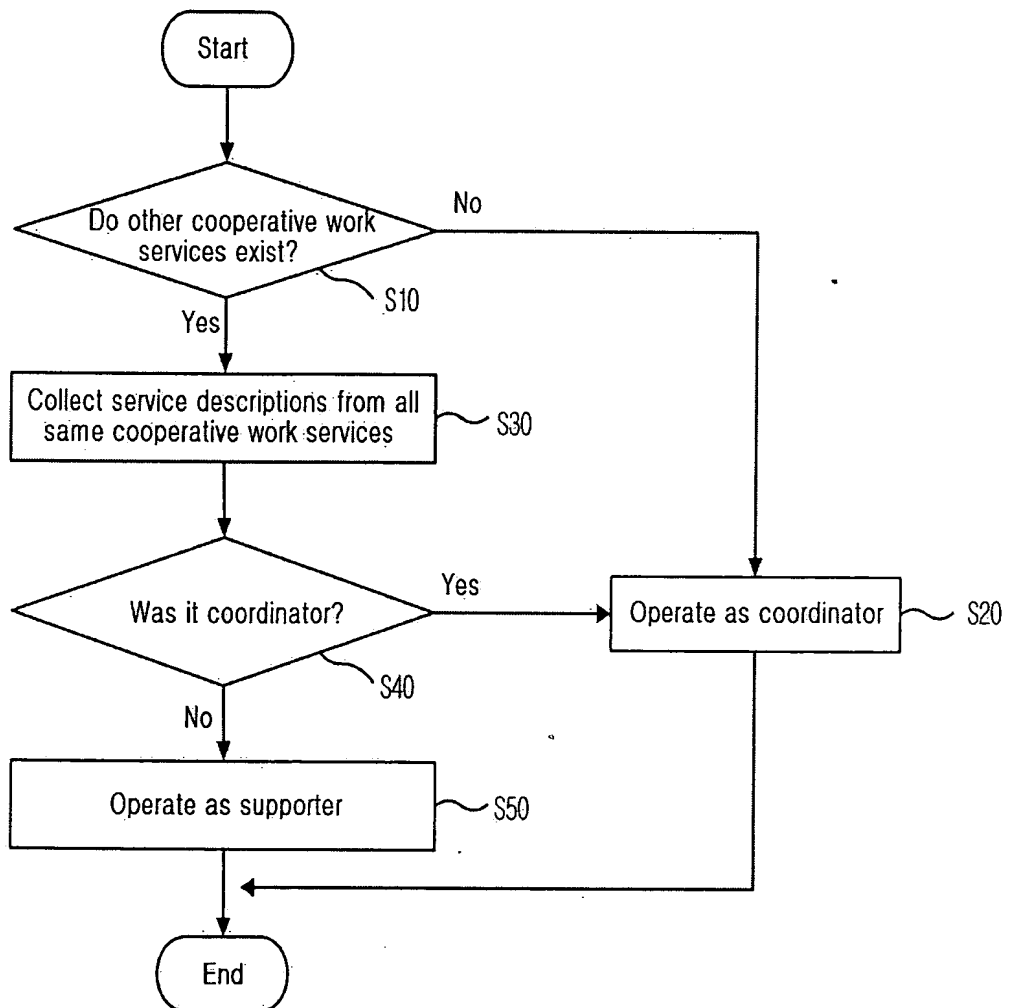 Start
Do other cooperative work
services exist?
No
S10
Yes
Collect service descriptions from all
same cooperative work services
S30
Was it coordinator?
Yes
Operate as coordinator
S20
S40
No
Operate as supporter
S50
End